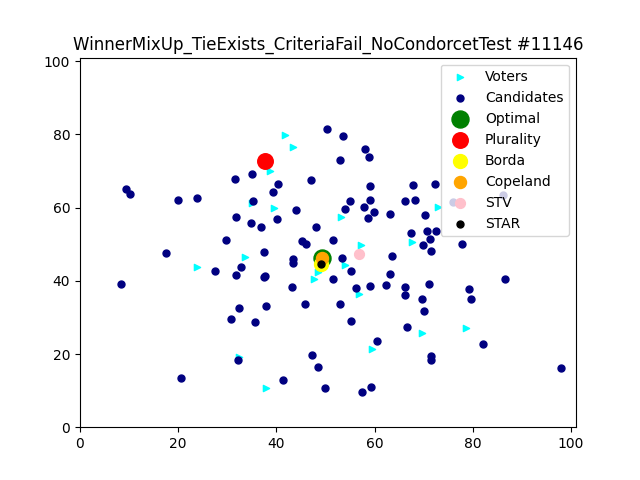 WinnerMixUp_TieExists_CriteriaFail_NoCondorcetTest #11146
100
80
60
40
20
0
0 20 40 60 80 100
Voters
Candidates
Optimal
Plurality
Borda
Copeland
STV
STAR